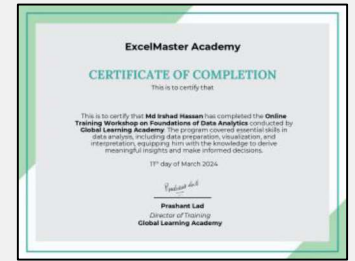 ExcelMaster Academy
CERTIFICATE OF COMPLETION
This is to certify that
This is to certify that Md Irshad Hassan has completed the Online
Training Workshop on Foundations of Data Analytics conducted by
Global Learning Academy. The program covered essential skills in
data analysis, including data preparation, visualization, and
interpretation, equipping him with the knowledge to derive
meaningful insights and make informed decisions.
11th day of March 2024
Prashant Lad
Director of Training
Global Learning Academy